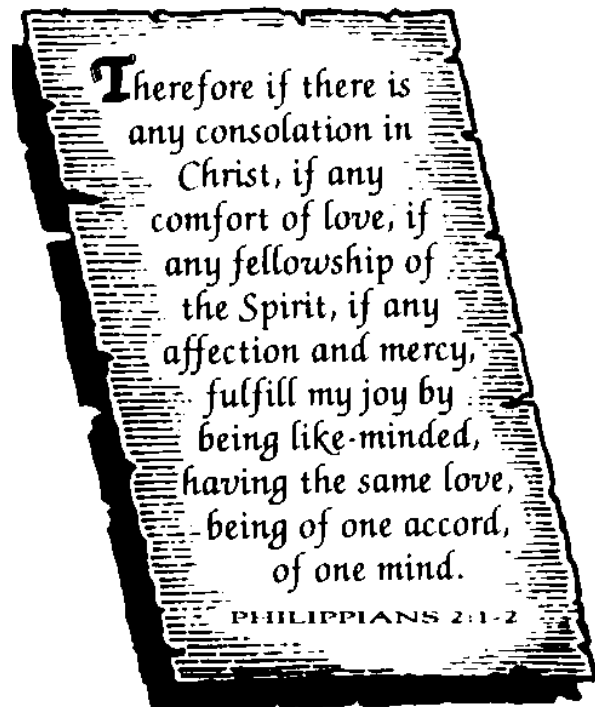 Therefore if there is
any consolation in
Christ, if any
comfort of love, if
any fellowship of
the Spirit, if any
affection and mercy,
fulfill my joy by
being like-minded,
having the same love,
being of one accord,
of one mind.
PHILIPPIANS 2:1-2